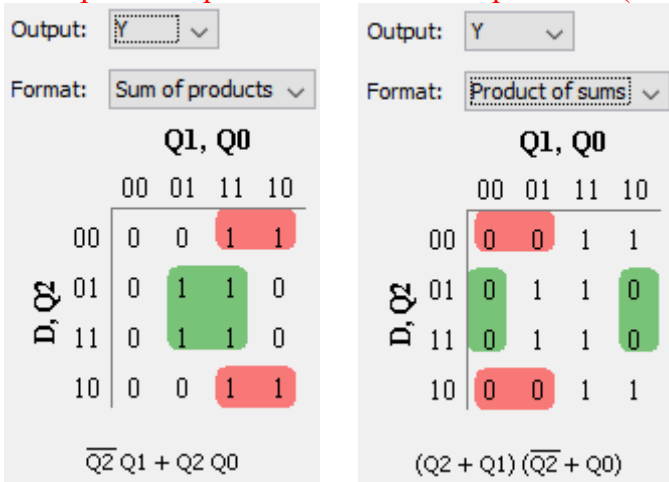 Output: Y
Format: Sum of products
Q1, Q0
00 01 11 10
D, Q2
00 0 0 1 1
01 0 1 1 0
11 0 1 1 0
10 0 0 1 1
Q̅2̅ Q1 + Q2 Q0
Output: Y
Format: Product of sums
Q1, Q0
00 01 11 10
D, Q2
00 0 0 1 1
01 0 1 1 0
11 0 1 1 0
10 0 0 1 1
(Q2 + Q1) (Q̅2̅ + Q0)